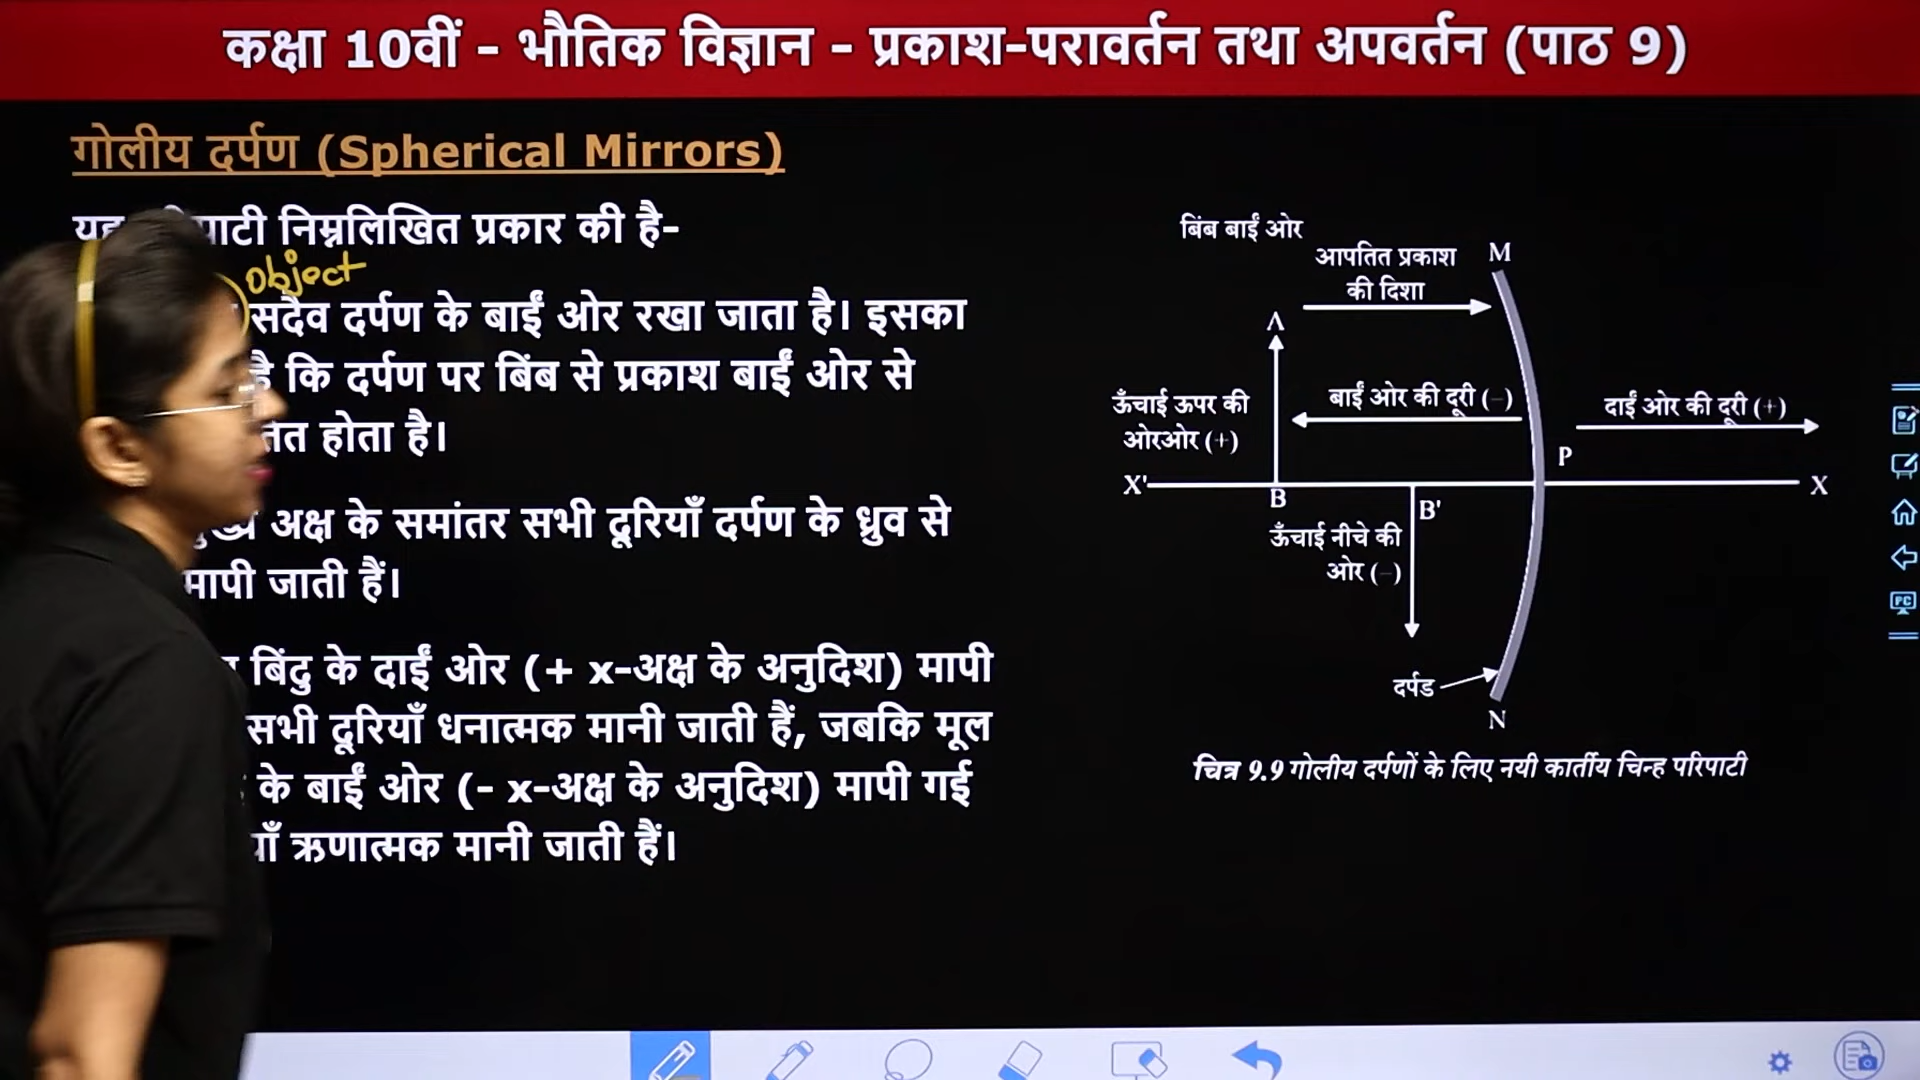 कक्षा 10वीं - भौतिक विज्ञान - प्रकाश-परावर्तन तथा अपवर्तन (पाठ 9)
गोलीय दर्पण (Spherical Mirrors)
निम्नलिखित प्रकार की है-
object
सदैव दर्पण के बाईं ओर रखा जाता है। इसका
कि दर्पण पर बिंब से प्रकाश बाईं ओर से
होता है।
अक्ष के समांतर सभी दूरियाँ दर्पण के ध्रुव से
मापी जाती हैं।
बिंदु के दाईं ओर (+ x-अक्ष के अनुदिश) मापी
सभी दूरियाँ धनात्मक मानी जाती हैं, जबकि मूल
के बाईं ओर (- x-अक्ष के अनुदिश) मापी गई
ऋणात्मक मानी जाती हैं।
बिंब बाईं ओर
आपतित प्रकाश
की दिशा
M
A
ऊँचाई ऊपर की
ओरओर (+)
बाईं ओर की दूरी (-)
दाईं ओर की दूरी (+)
P
X'
B
B'
X
ऊँचाई नीचे की
ओर (-)
दर्पड
N
चित्र 9.9 गोलीय दर्पणों के लिए नयी कार्तीय चिन्ह परिपाटी
PC